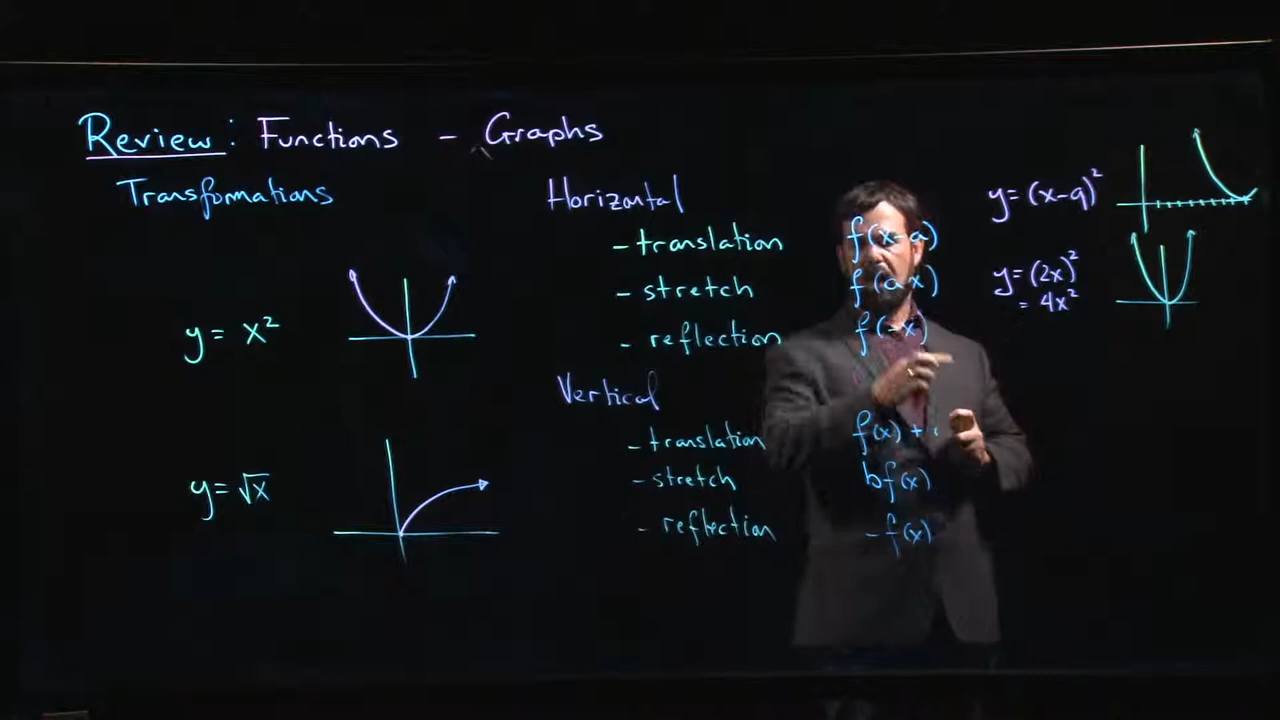 Review: Functions - Graphs
Transformations
y = x²
y = √x
Horizontal
- translation f(x-a)
- stretch f(ax)
- reflection f(-x)
Vertical
- translation f(x) +
- stretch bf(x)
- reflection -f(x)
y = (x-9)²
y = (2x)²
= 4x²